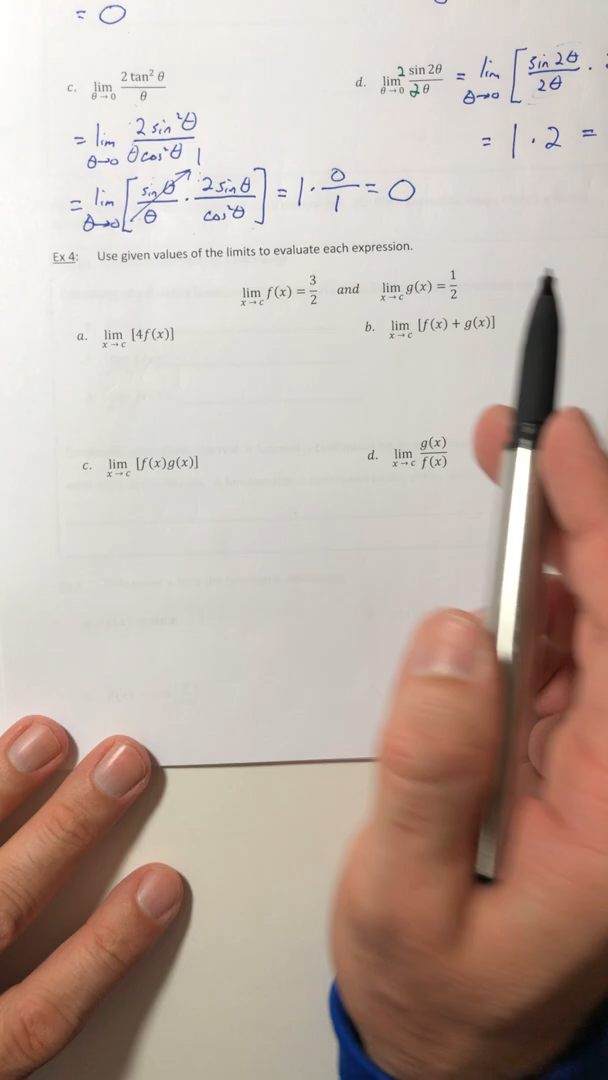 = 0
c. lim θ→0 2 tan² θ / θ
= lim θ→0 2 sin²θ / θ cos²θ
= lim θ→0 [ sin θ / θ · 2 sin θ / cos²θ ] = 1 · 0/1 = 0
d. lim θ→0 2 sin 2θ / 2 θ = lim θ→0 [ sin 2θ / 2θ ·
= 1 · 2 =
Ex 4: Use given values of the limits to evaluate each expression.
lim x→c f(x) = 3/2 and lim x→c g(x) = 1/2
a. lim x→c [4f(x)]
b. lim x→c [f(x) + g(x)]
c. lim x→c [f(x)g(x)]
d. lim x→c g(x)/f(x)